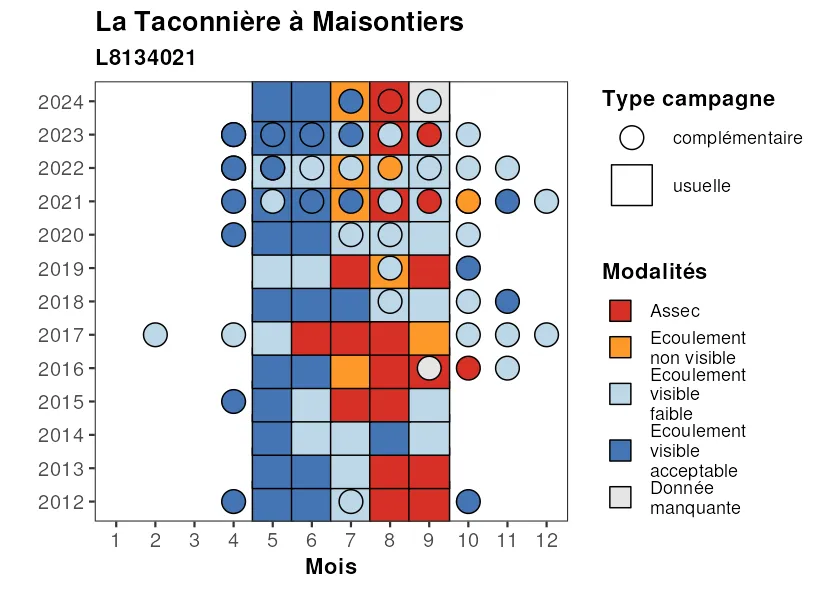 La Taconnière à Maisontiers
L8134021
2024
2023
2022
2021
2020
2019
2018
2017
2016
2015
2014
2013
2012
1 2 3 4 5 6 7 8 9 10 11 12
Mois
Type campagne
complémentaire
usuelle
Modalités
Assec
Ecoulement
non visible
Ecoulement
visible
faible
Ecoulement
visible
acceptable
Donnée
manquante